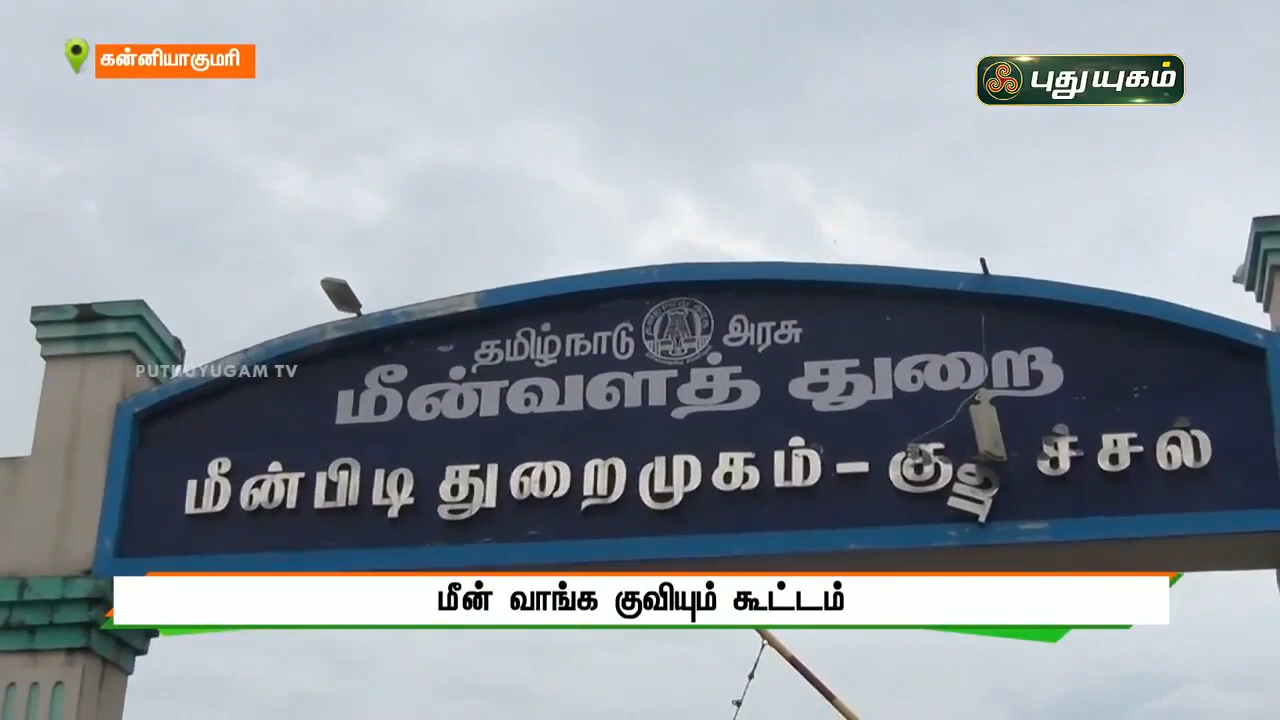 கன்னியாகுமரி
புதுயுகம்
தமிழ்நாடு அரசு
PUTHUYUGAM TV
மீன்வளத் துறை
மீன்பிடி துறைமுகம் - குளச்சல்
மீன் வாங்க குவியும் கூட்டம்